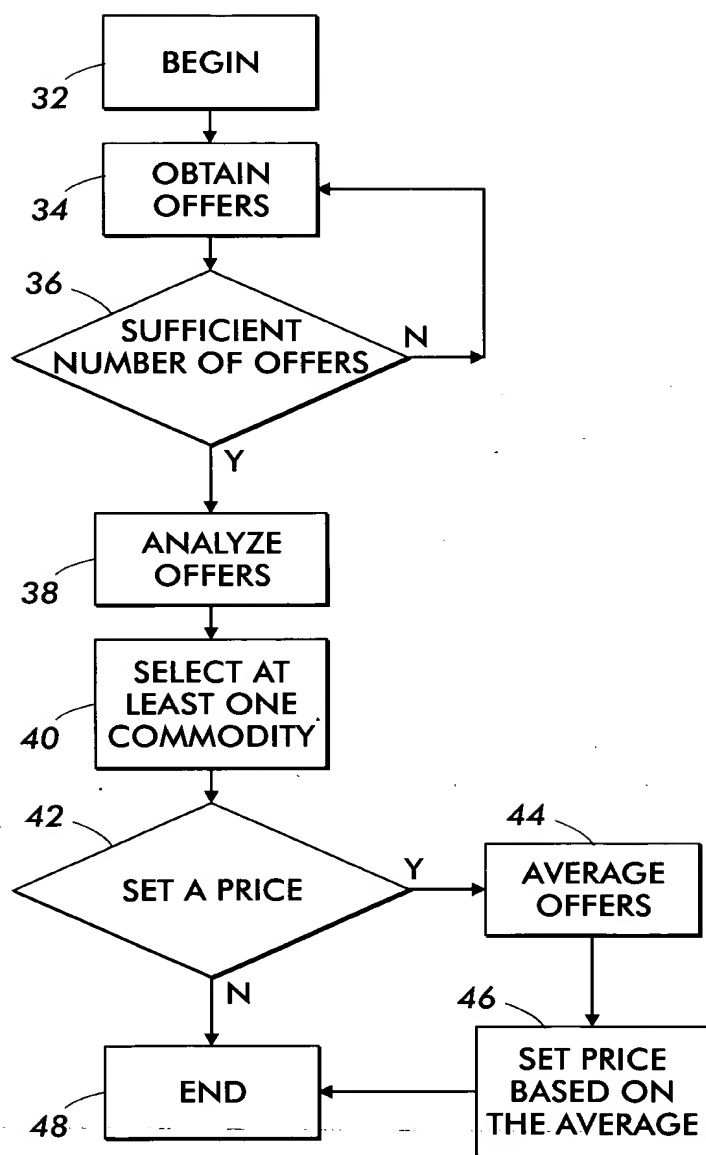 BEGIN
32
OBTAIN
OFFERS
34
36
SUFFICIENT
NUMBER OF OFFERS
N
Y
ANALYZE
OFFERS
38
SELECT AT
LEAST ONE
COMMODITY
40
42
SET A PRICE
Y
N
44
AVERAGE
OFFERS
46
SET PRICE
BASED ON
THE AVERAGE
END
48